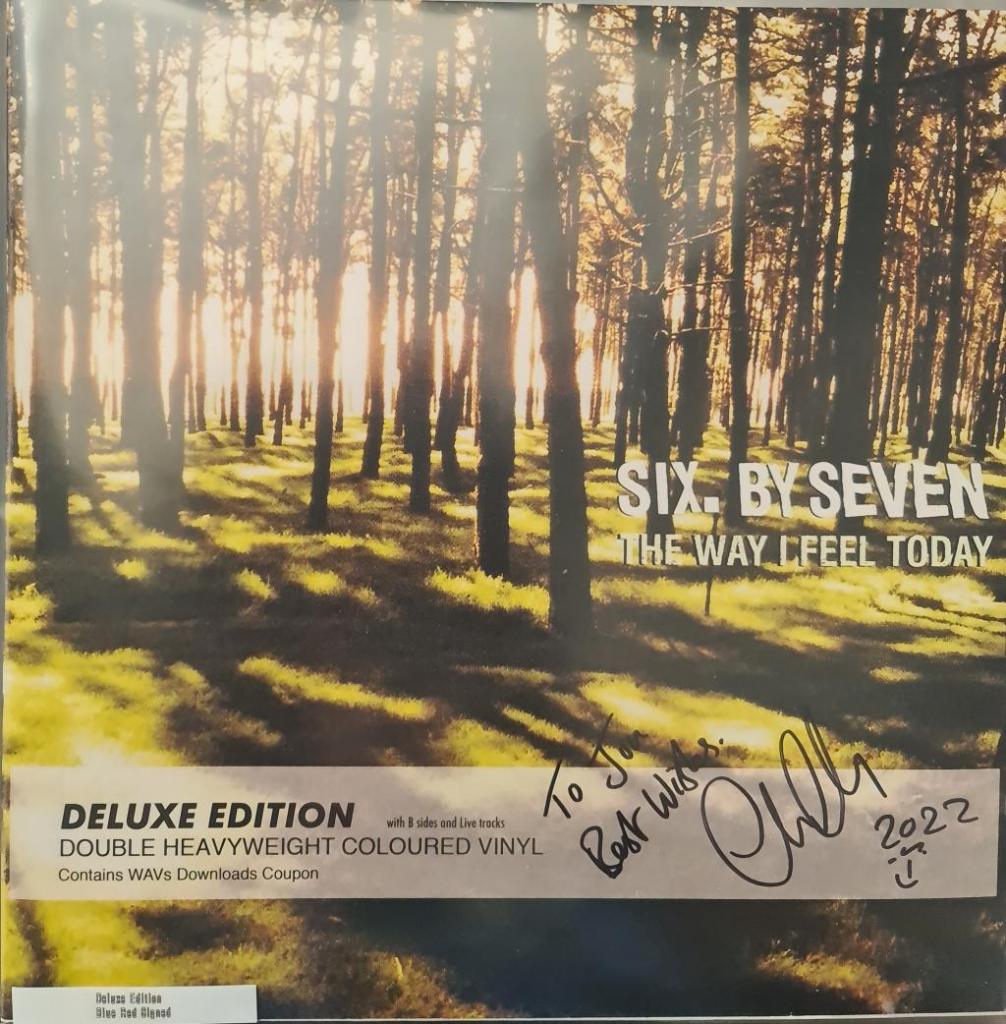 SIX. BY SEVEN
THE WAY I FEEL TODAY
To Jon
Best Wishes.
2022
DELUXE EDITION with B sides and Live tracks
DOUBLE HEAVYWEIGHT COLOURED VINYL
Contains WAVs Downloads Coupon
Deluxe Edition
Blue Red Signed